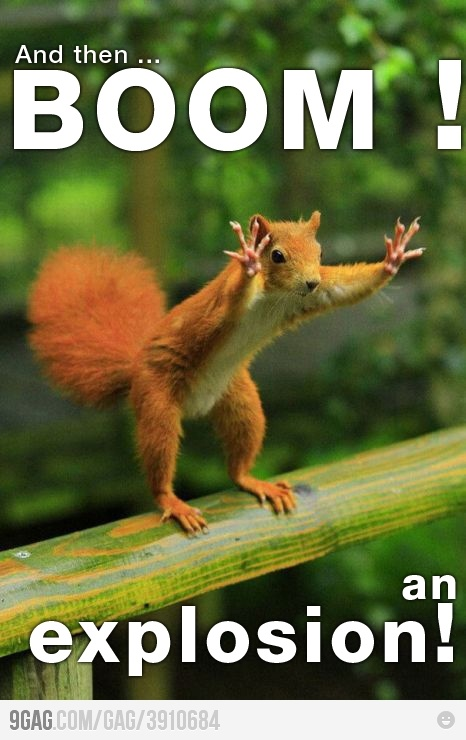 And then ...
BOOM !
an
explosion!
9GAG.COM/GAG/3910684